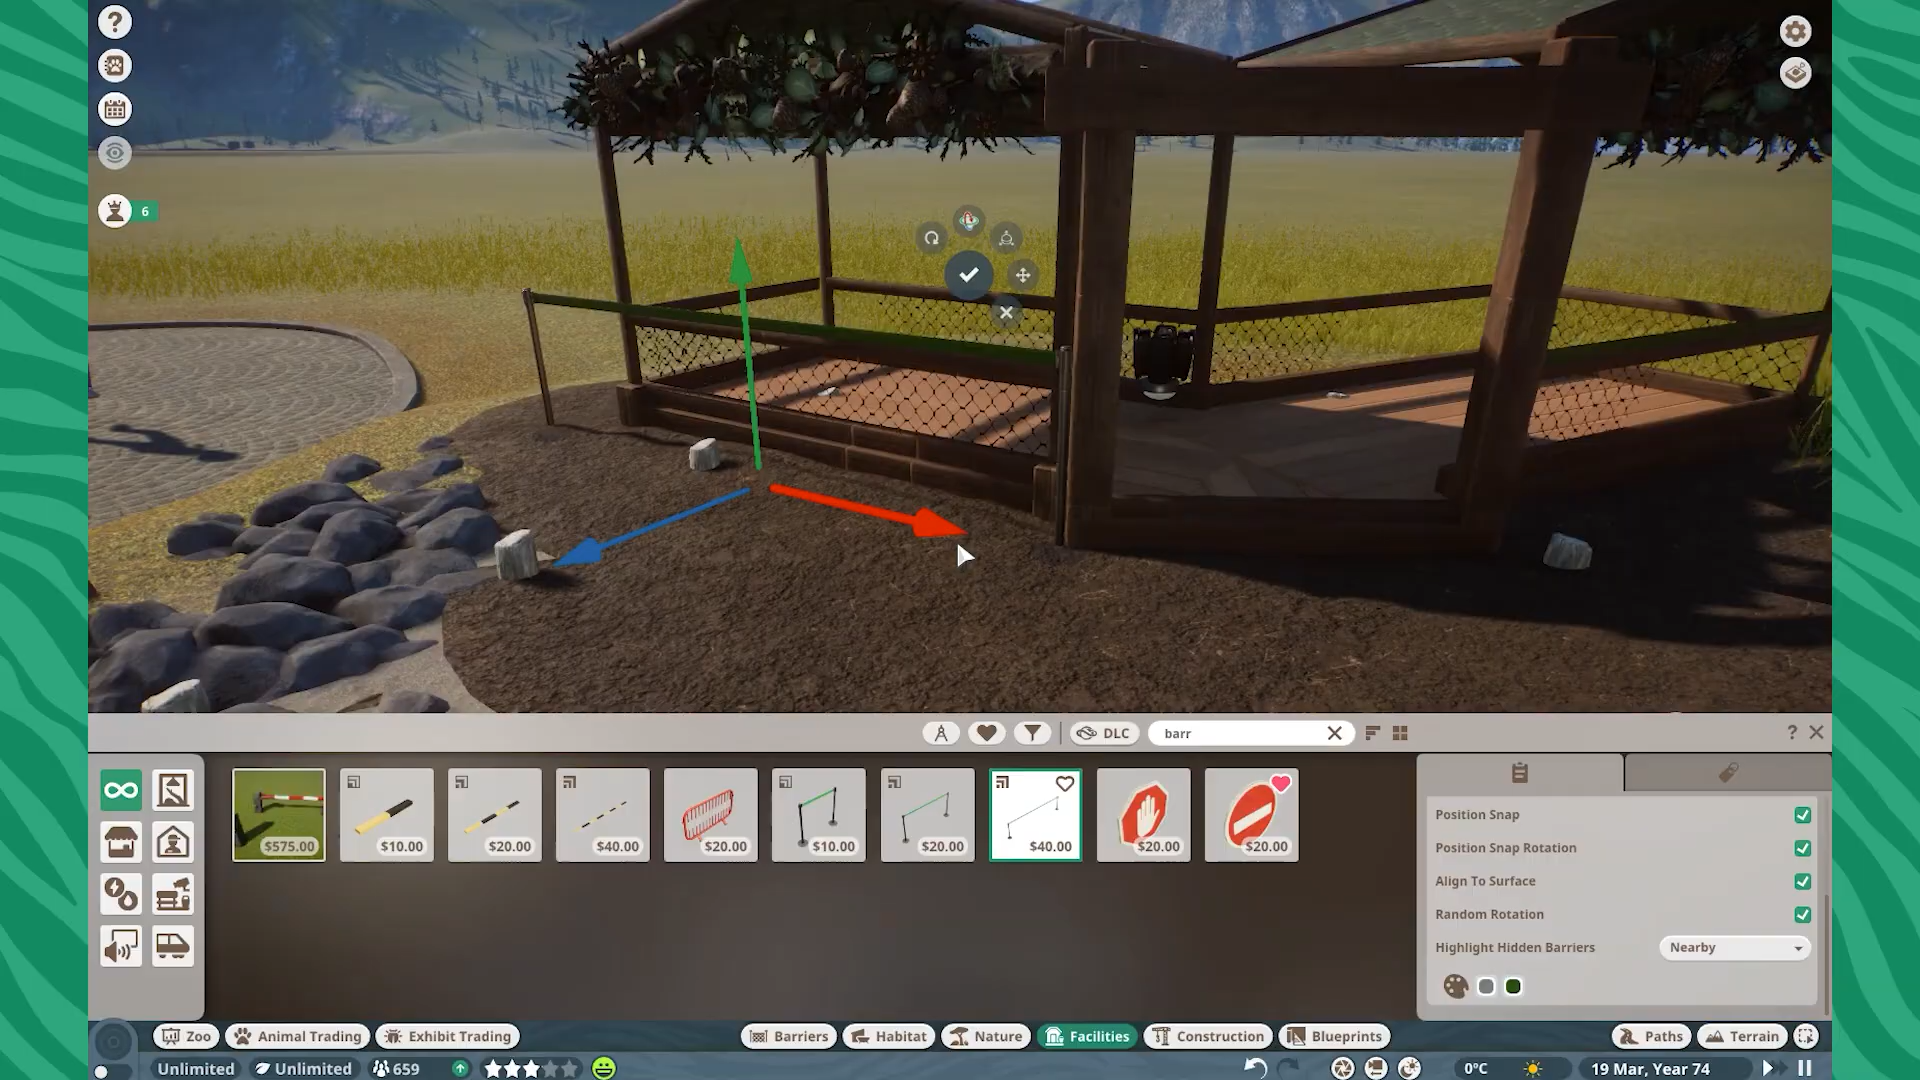 ?
6
DLC
barr
?
$575.00
$10.00
$20.00
$40.00
$20.00
$10.00
$20.00
$40.00
$20.00
$20.00
Position Snap
Position Snap Rotation
Align To Surface
Random Rotation
Highlight Hidden Barriers
Nearby
Zoo
Animal Trading
Exhibit Trading
Barriers
Habitat
Nature
Facilities
Construction
Blueprints
Paths
Terrain
Unlimited
Unlimited
659
0°C
19 Mar, Year 74